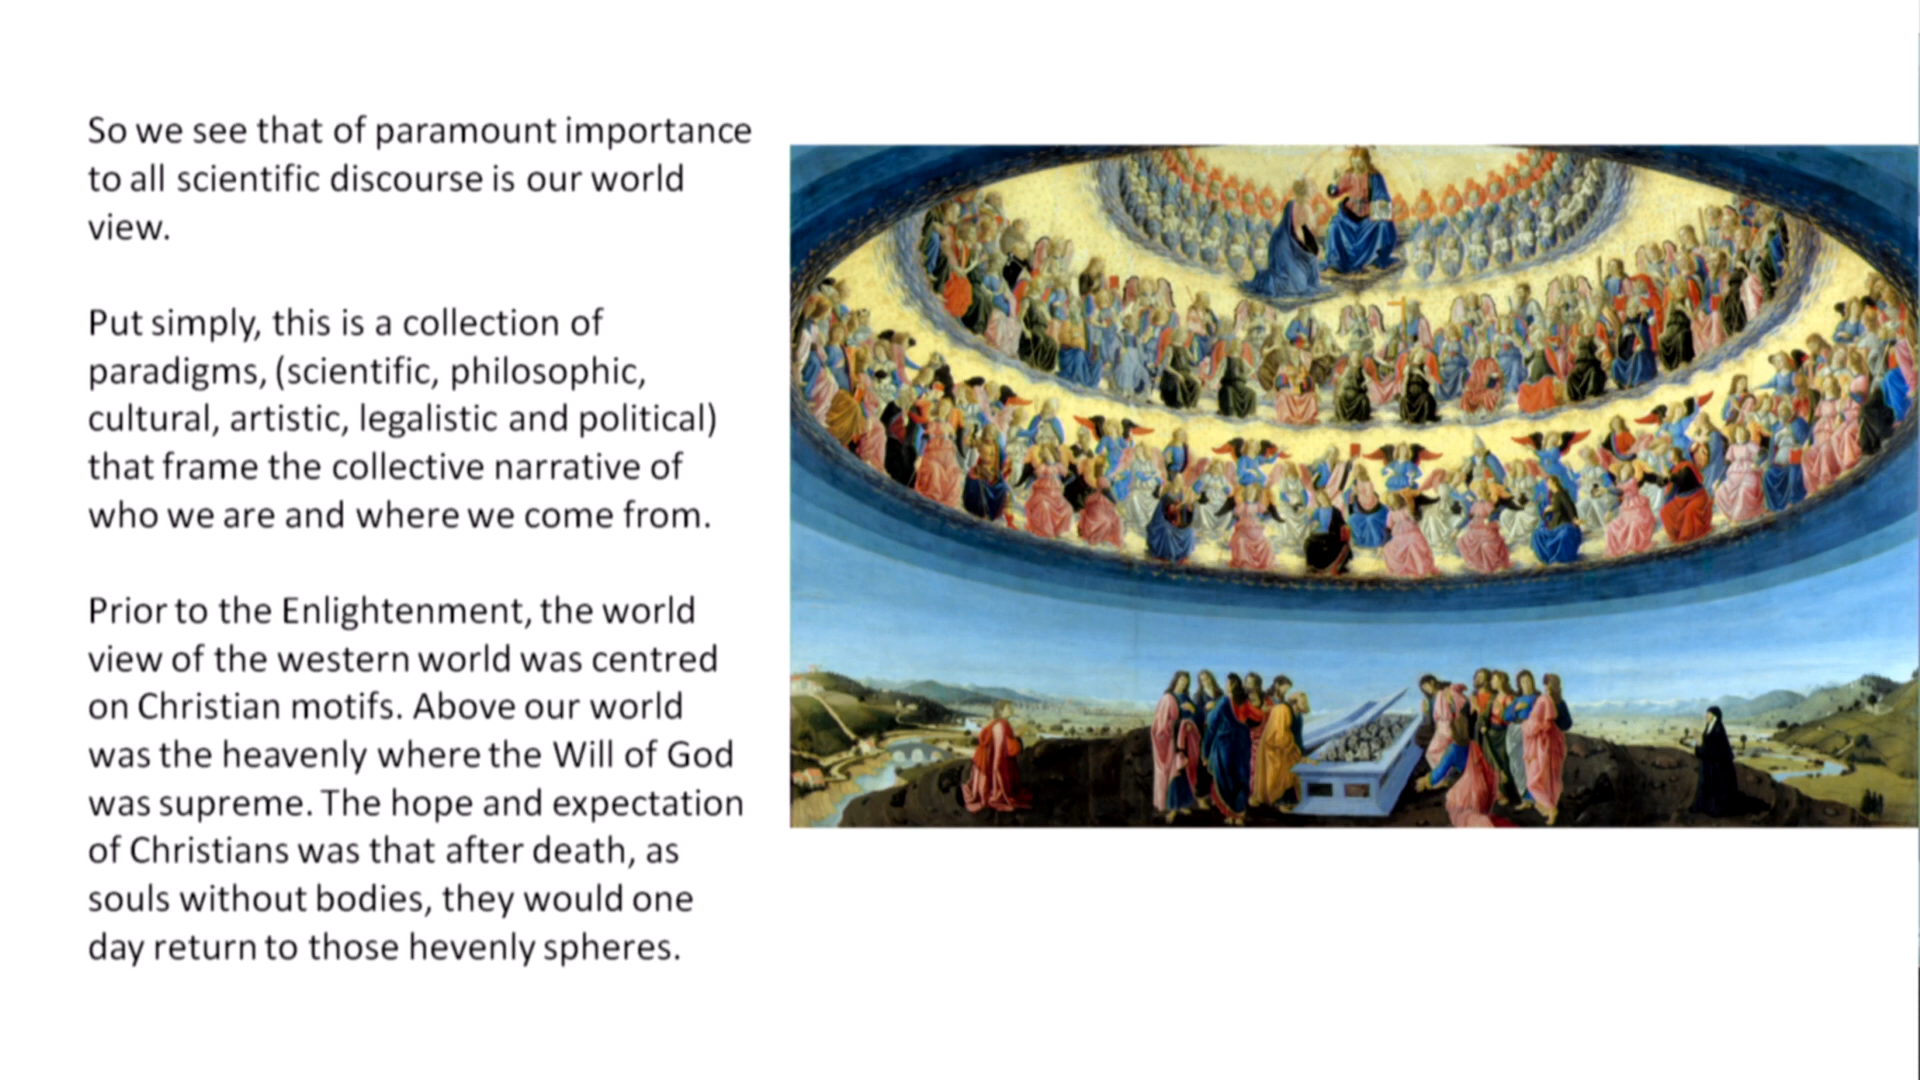 So we see that of paramount importance
to all scientific discourse is our world
view.
Put simply, this is a collection of
paradigms, (scientific, philosophic,
cultural, artistic, legalistic and political)
that frame the collective narrative of
who we are and where we come from.
Prior to the Enlightenment, the world
view of the western world was centred
on Christian motifs. Above our world
was the heavenly where the Will of God
was supreme. The hope and expectation
of Christians was that after death, as
souls without bodies, they would one
day return to those hevenly spheres.